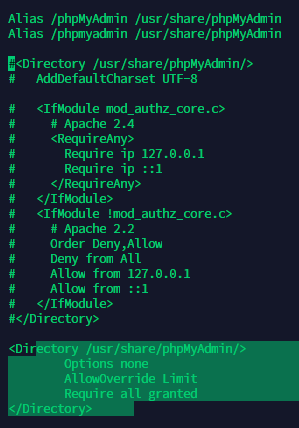 Alias /phpMyAdmin /usr/share/phpMyAdmin
Alias /phpmyadmin /usr/share/phpMyAdmin

#<Directory /usr/share/phpMyAdmin/>
#   AddDefaultCharset UTF-8

#   <IfModule mod_authz_core.c>
#     # Apache 2.4
#     <RequireAny>
#       Require ip 127.0.0.1
#       Require ip ::1
#     </RequireAny>
#   </IfModule>
#   <IfModule !mod_authz_core.c>
#     # Apache 2.2
#     Order Deny,Allow
#     Deny from All
#     Allow from 127.0.0.1
#     Allow from ::1
#   </IfModule>
#</Directory>

<Directory /usr/share/phpMyAdmin/>
        Options none
        AllowOverride Limit
        Require all granted
</Directory>